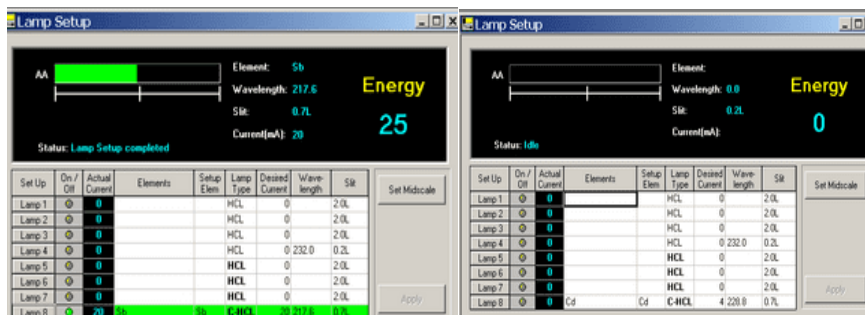 Lamp Setup
AA
Element: Sb
Wavelength: 217.6
Slit: 0.7L
Current(mA): 20
Energy
25
Status: Lamp Setup completed
Set Up On / Off Actual Current Elements Setup Elem Lamp Type Desired Current Wave- length Slit
Lamp 1 0 HCL 0 2.0L
Lamp 2 0 HCL 0 2.0L
Lamp 3 0 HCL 0 2.0L
Lamp 4 0 HCL 0 232.0 0.2L
Lamp 5 0 HCL 0 2.0L
Lamp 6 0 HCL 0 2.0L
Lamp 7 0 HCL 0 2.0L
Lamp 8 20 Sb Sb C-HCL 20 217.6 0.7L
Set Midscale
Apply
Lamp Setup
AA
Element:
Wavelength: 0.0
Slit: 0.2L
Current(mA):
Energy
0
Status: Idle
Set Up On / Off Actual Current Elements Setup Elem Lamp Type Desired Current Wave- length Slit
Lamp 1 0 HCL 0 2.0L
Lamp 2 0 HCL 0 2.0L
Lamp 3 0 HCL 0 2.0L
Lamp 4 0 HCL 0 232.0 0.2L
Lamp 5 0 HCL 0 2.0L
Lamp 6 0 HCL 0 2.0L
Lamp 7 0 HCL 0 2.0L
Lamp 8 0 Cd Cd C-HCL 4 228.8 0.7L
Set Midscale
Apply